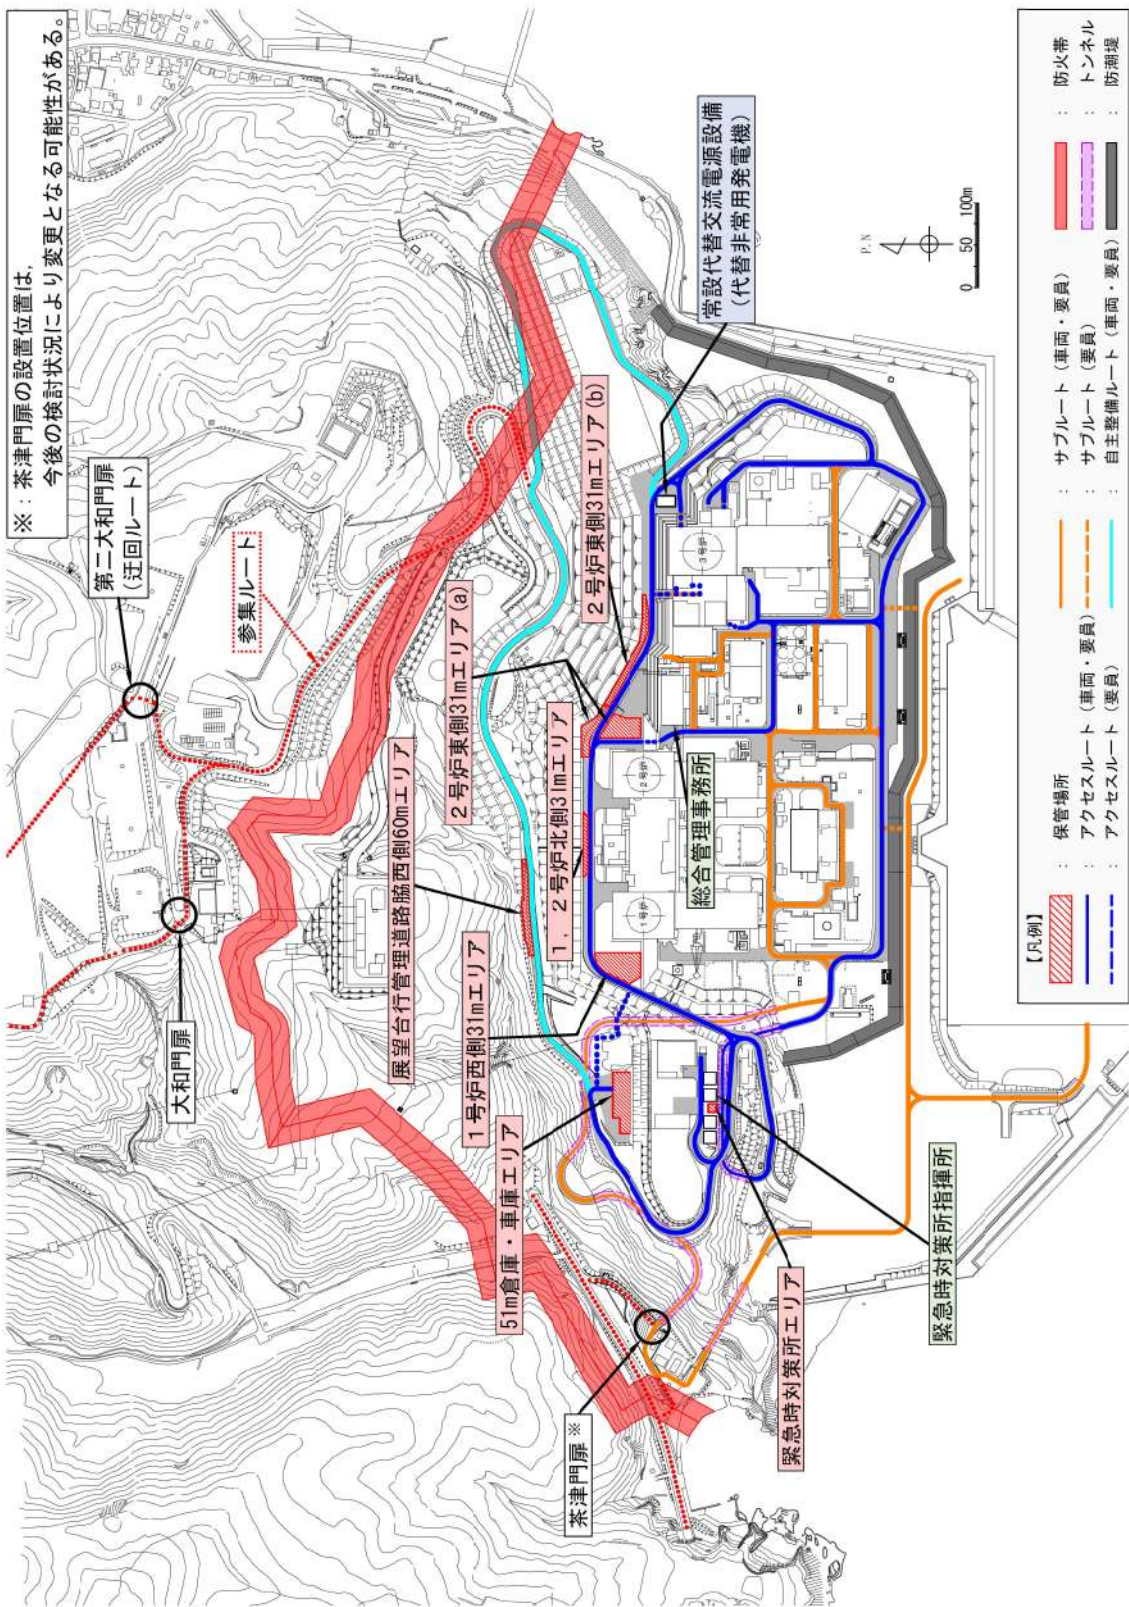 ※：茶津門扉の設置位置は,
今後の検討状況により変更となる可能性がある。
第二大和門扉
（迂回ルート）
参集ルート
大和門扉
展望台行管理道路脇西側60mエリア
2号炉東側31mエリア(a)
2号炉東側31mエリア(b)
常設代替交流電源設備
（代替非常用発電機）
1号炉西側31mエリア
1，2号炉北側31mエリア
51m倉庫・車庫エリア
総合管理事務所
1号炉
2号炉
3号炉
茶津門扉※
緊急時対策所エリア
緊急時対策所指揮所
P.N
0 50 100m
【凡例】
：保管場所
：アクセスルート（車両・要員）
：アクセスルート（要員）
：サブルート（車両・要員）
：サブルート（要員）
：自主整備ルート（車両・要員）
：防火帯
：トンネル
：防潮堤